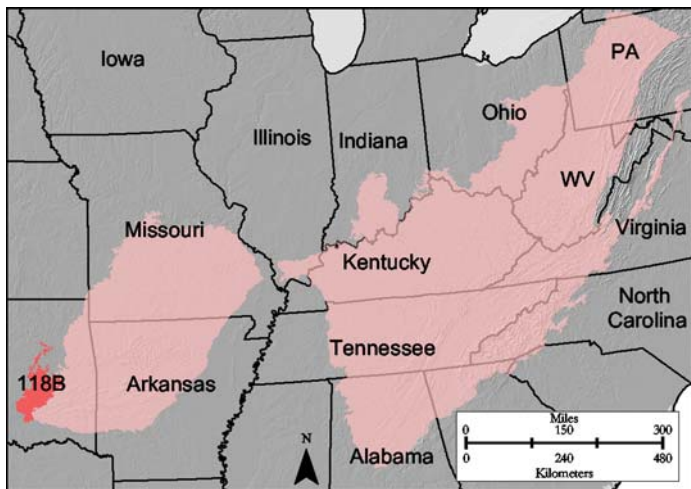 Iowa
PA
Ohio
Illinois
Indiana
WV
Missouri
Virginia
Kentucky
North
Carolina
Tennessee
118B
Arkansas
Alabama
N
Miles
0 150 300
0 240 480
Kilometers